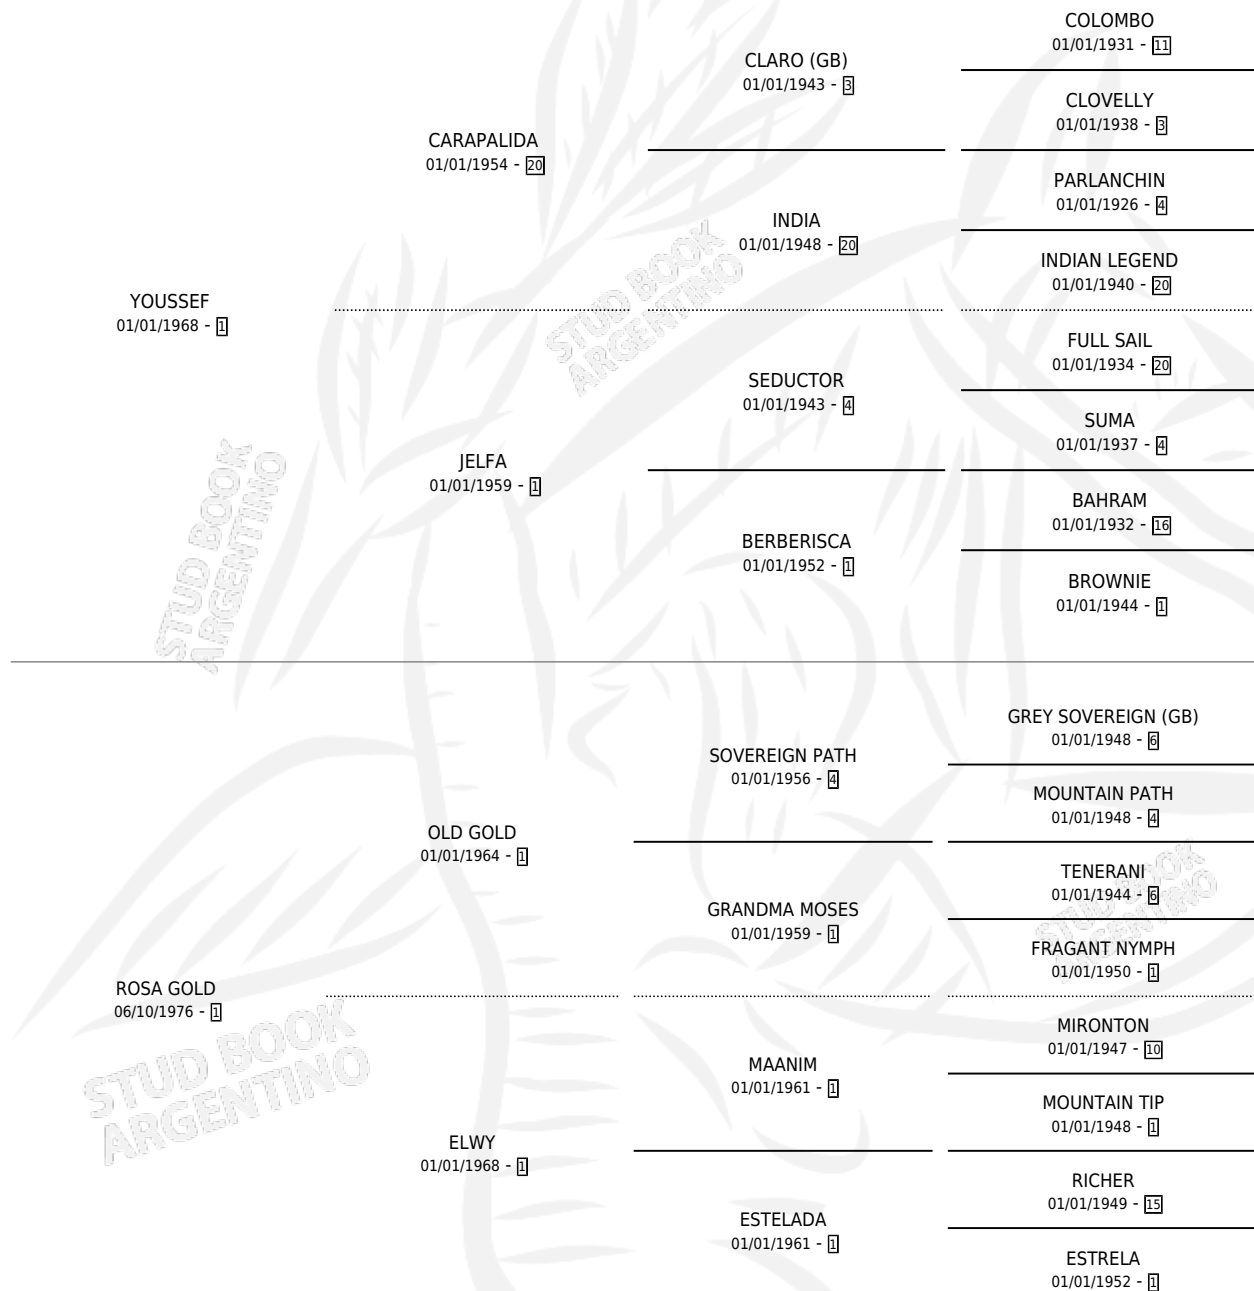 COLOMBO
01/01/1931 - 11
CLARO (GB)
01/01/1943 - 3
CLOVELLY
01/01/1938 - 3
CARAPALIDA
01/01/1954 - 20
PARLANCHIN
01/01/1926 - 4
INDIA
01/01/1948 - 20
INDIAN LEGEND
01/01/1940 - 20
YOUSSEF
01/01/1968 - 1
FULL SAIL
01/01/1934 - 20
SEDUCTOR
01/01/1943 - 4
SUMA
01/01/1937 - 4
JELFA
01/01/1959 - 1
BAHRAM
01/01/1932 - 16
BERBERISCA
01/01/1952 - 1
BROWNIE
01/01/1944 - 1
GREY SOVEREIGN (GB)
01/01/1948 - 6
SOVEREIGN PATH
01/01/1956 - 4
MOUNTAIN PATH
01/01/1948 - 4
OLD GOLD
01/01/1964 - 1
TENERANI
01/01/1944 - 6
GRANDMA MOSES
01/01/1959 - 1
FRAGANT NYMPH
01/01/1950 - 1
ROSA GOLD
06/10/1976 - 1
MIRONTON
01/01/1947 - 10
MAANIM
01/01/1961 - 1
MOUNTAIN TIP
01/01/1948 - 1
ELWY
01/01/1968 - 1
RICHER
01/01/1949 - 15
ESTELADA
01/01/1961 - 1
ESTRELA
01/01/1952 - 1
STUD BOOK
ARGENTINO
STUD BOOK
ARGENTINO
STUD BOOK
ARGENTINO
STUD BOOK
ARGENTINO